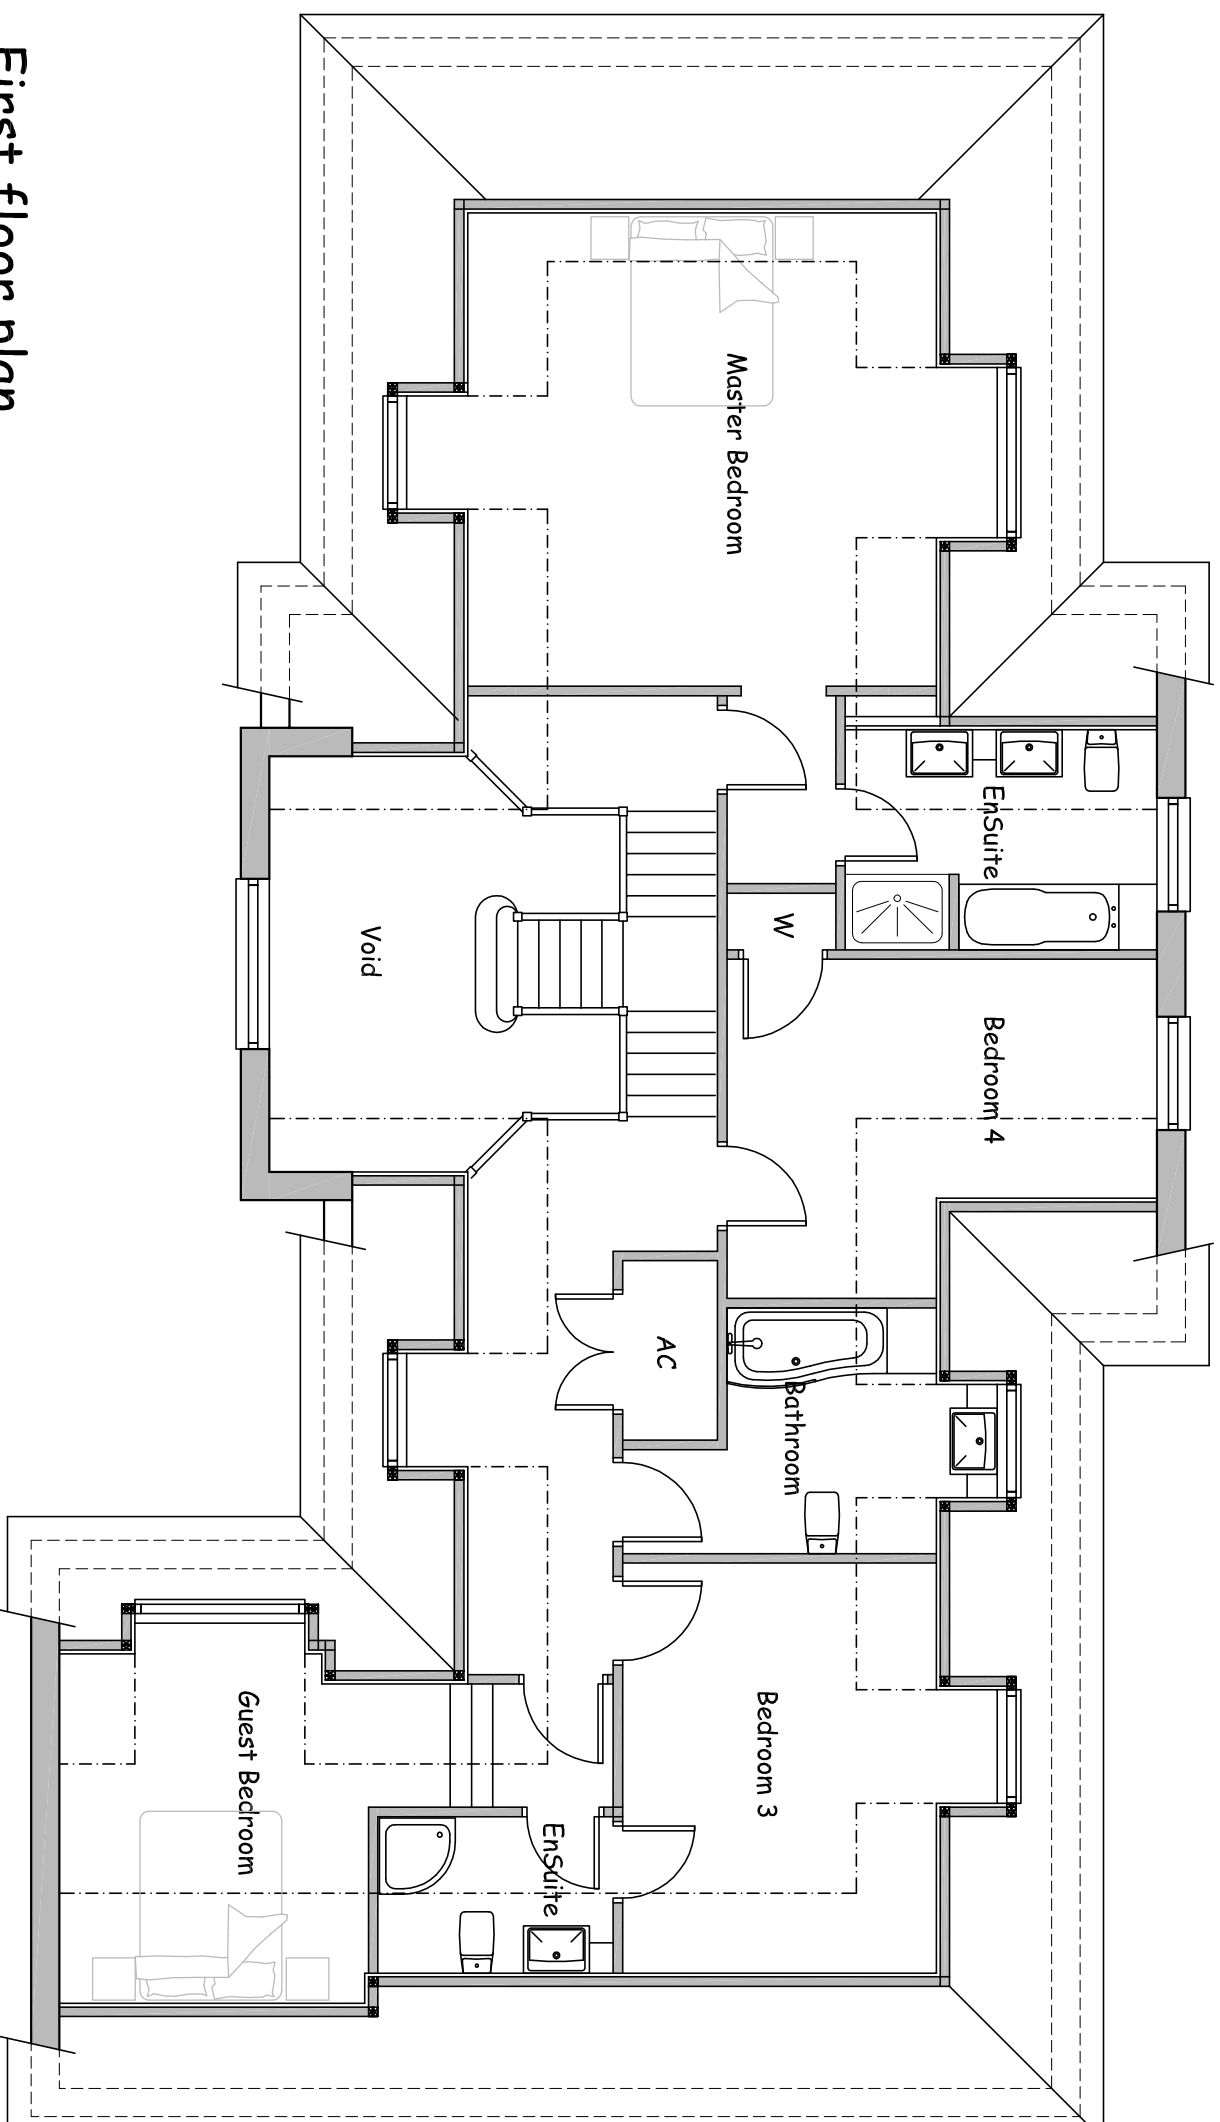 First floor plan
Master Bedroom
EnSuite
W
Bedroom 4
Void
AC
Bathroom
Bedroom 3
EnSuite
Guest Bedroom